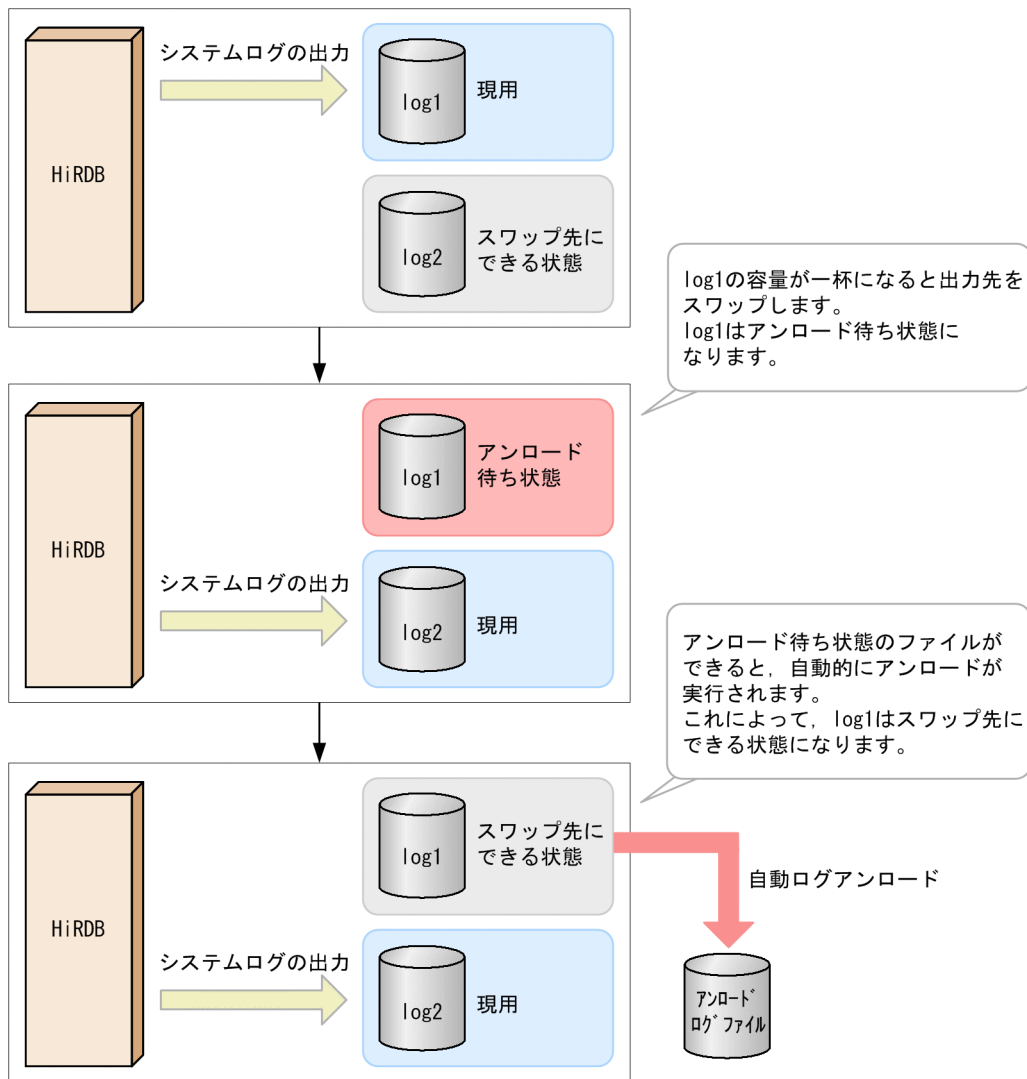 システムログの出力
log1
現用
HiRDB
log2
スワップ先に
できる状態
log1の容量が一杯になると出力先を
スワップします。
log1はアンロード待ち状態に
なります。
log1
アンロード
待ち状態
HiRDB
システムログの出力
log2
現用
アンロード待ち状態のファイルが
できると，自動的にアンロードが
実行されます。
これによって，log1はスワップ先に
できる状態になります。
log1
スワップ先に
できる状態
自動ログアンロード
HiRDB
システムログの出力
log2
現用
ｱﾝﾛｰﾄﾞ
ﾛｸﾞﾌｧｲﾙ